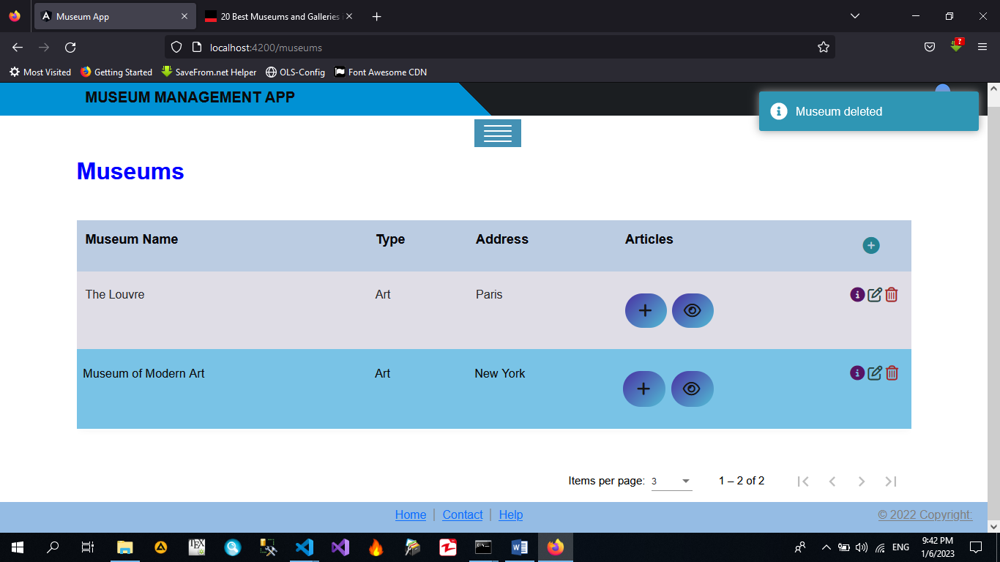 Museum App
20 Best Museums and Galleries
localhost:4200/museums
Most Visited
Getting Started
SaveFrom.net Helper
OLS-Config
Font Awesome CDN
MUSEUM MANAGEMENT APP
Museum deleted
Museums
Museum Name Type Address Articles
The Louvre Art Paris
Museum of Modern Art Art New York
Items per page: 3 1 – 2 of 2
Home | Contact | Help
© 2022 Copyright:
ENG
9:42 PM
1/6/2023